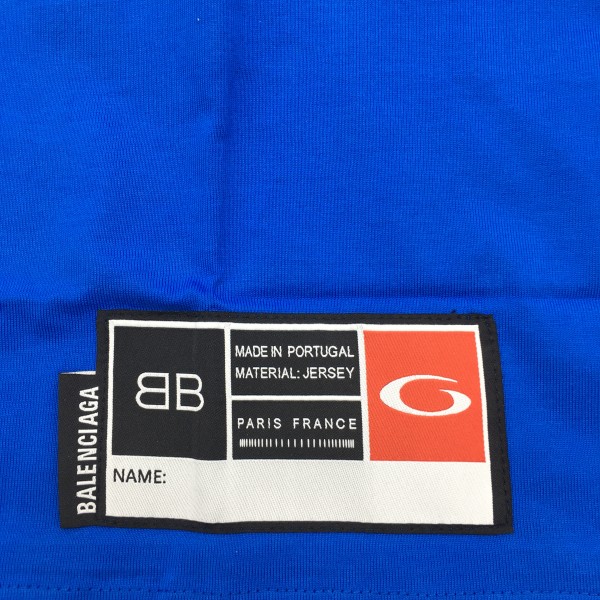 BB
MADE IN PORTUGAL
MATERIAL: JERSEY
PARIS FRANCE
G
NAME:
BALENCIAGA